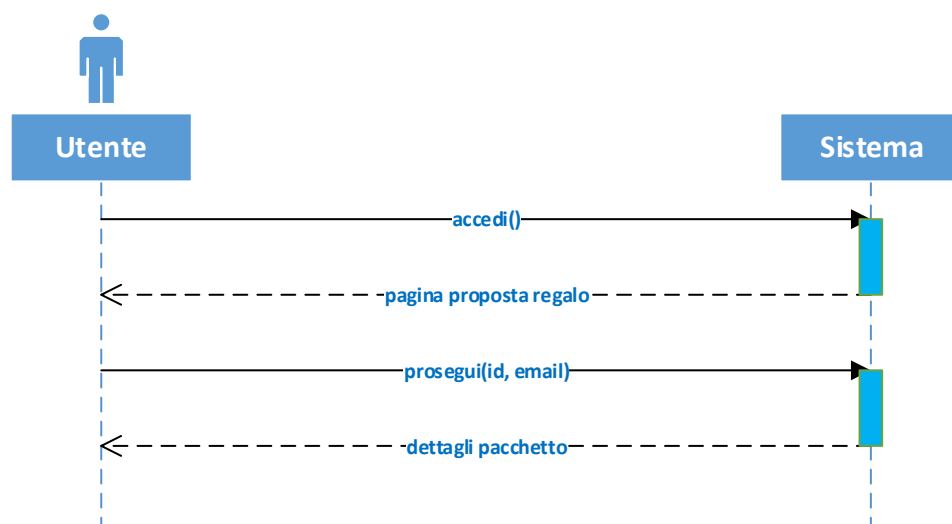 Utente
Sistema
accedi()
pagina proposta regalo
prosegui(id, email)
dettagli pacchetto